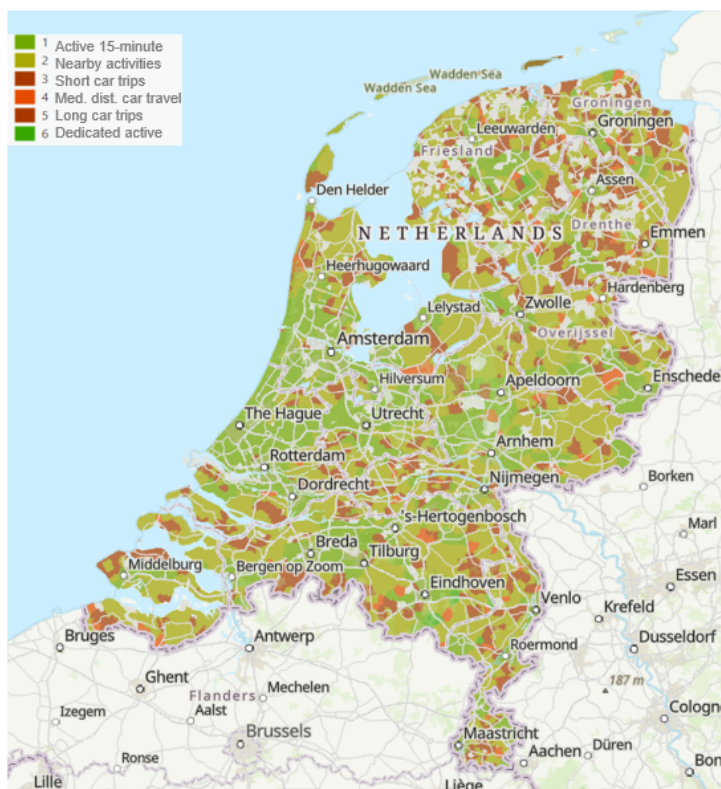 1 Active 15-minute
2 Nearby activities
3 Short car trips
4 Med. dist. car travel
5 Long car trips
6 Dedicated active
Wadden Sea
Wadden Sea
Groningen
Leeuwarden
Groningen
Friesland
Assen
Den Helder
Drenthe
NETHERLANDS
Emmen
Heerhugowaard
Hardenberg
Lelystad
Zwolle
Overijssel
Amsterdam
Hilversum
Apeldoorn
Enschede
The Hague
Utrecht
Arnhem
Rotterdam
Nijmegen
Borken
Dordrecht
's-Hertogenbosch
Marl
Breda
Middelburg
Bergen op Zoom
Tilburg
Essen
Eindhoven
Venlo
Krefeld
Bruges
Antwerp
Roermond
Dusseldorf
Ghent
187 m
Flanders
Mechelen
Izegem
Aalst
Cologne
Brussels
Maastricht
Ronse
Aachen
Düren
Bon
Lille
Liège